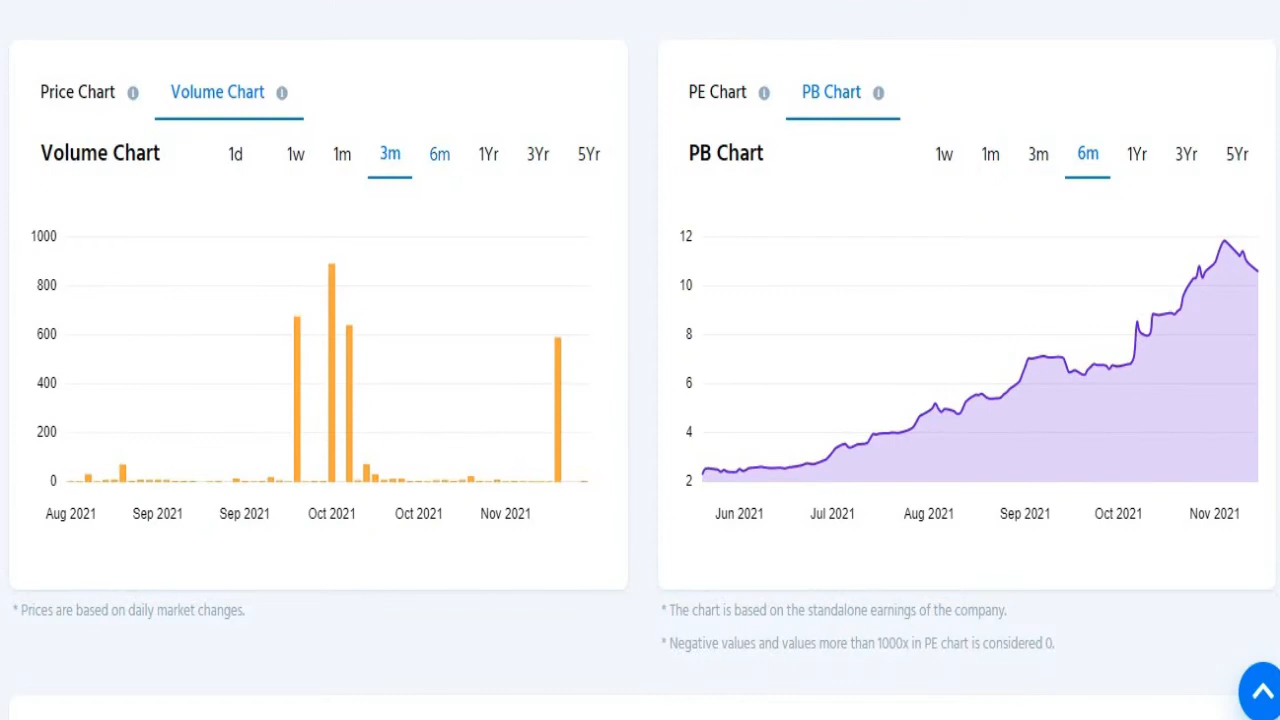 Price Chart
Volume Chart
Volume Chart
1d 1w 1m 3m 6m 1Yr 3Yr 5Yr
1000
800
600
400
200
0
Aug 2021 Sep 2021 Sep 2021 Oct 2021 Oct 2021 Nov 2021
* Prices are based on daily market changes.
PE Chart
PB Chart
PB Chart
1w 1m 3m 6m 1Yr 3Yr 5Yr
12
10
8
6
4
2
Jun 2021 Jul 2021 Aug 2021 Sep 2021 Oct 2021 Nov 2021
* The chart is based on the standalone earnings of the company.
* Negative values and values more than 1000x in PE chart is considered 0.